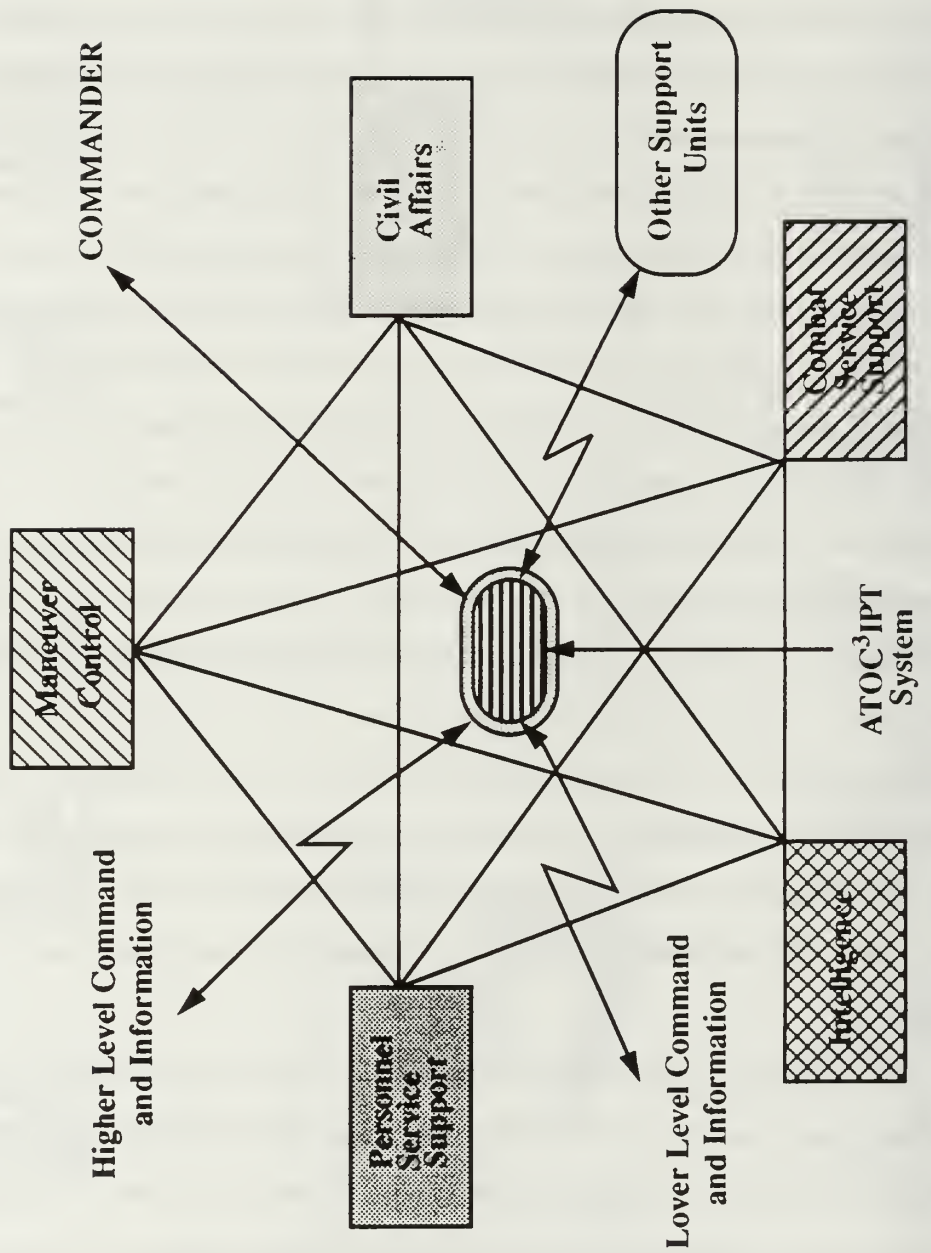 Higher Level Command
and Information
Maneuver
Control
COMMANDER
Personnel
Service
Support
Civil
Affairs
Lover Level Command
and Information
Other Support
Units
Intelligence
ATOC³IPT
System
Combat
Service
Support